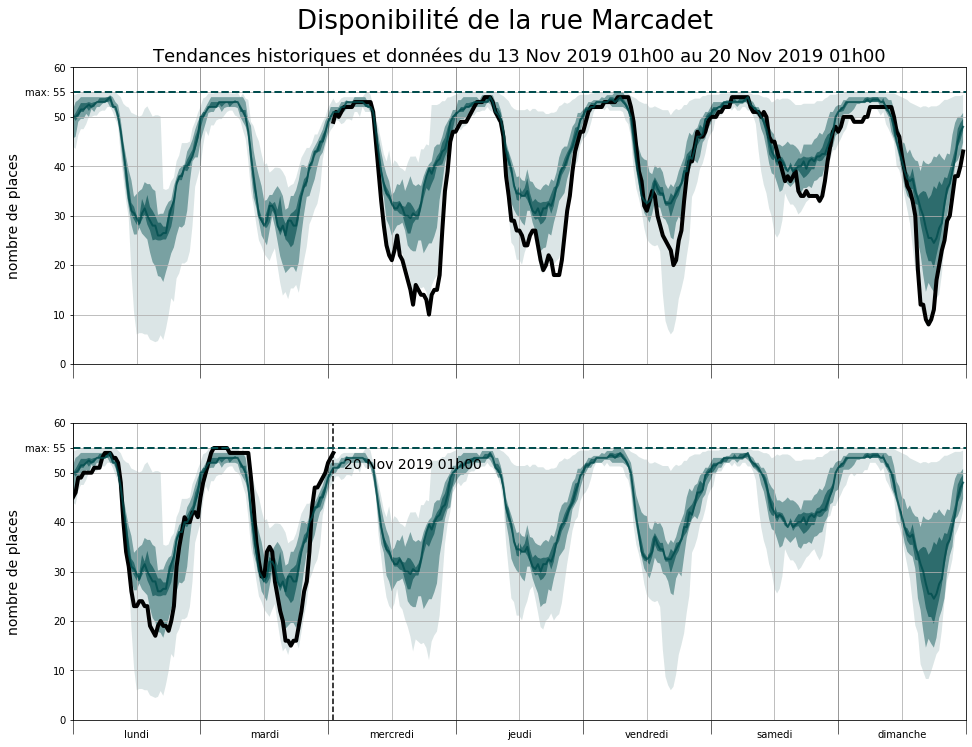 Disponibilité de la rue Marcadet
Tendances historiques et données du 13 Nov 2019 01h00 au 20 Nov 2019 01h00
60
max: 55
50
40
30
20
10
0
nombre de places
60
max: 55
50
40
30
20
10
0
nombre de places
20 Nov 2019 01h00
lundi mardi mercredi jeudi vendredi samedi dimanche